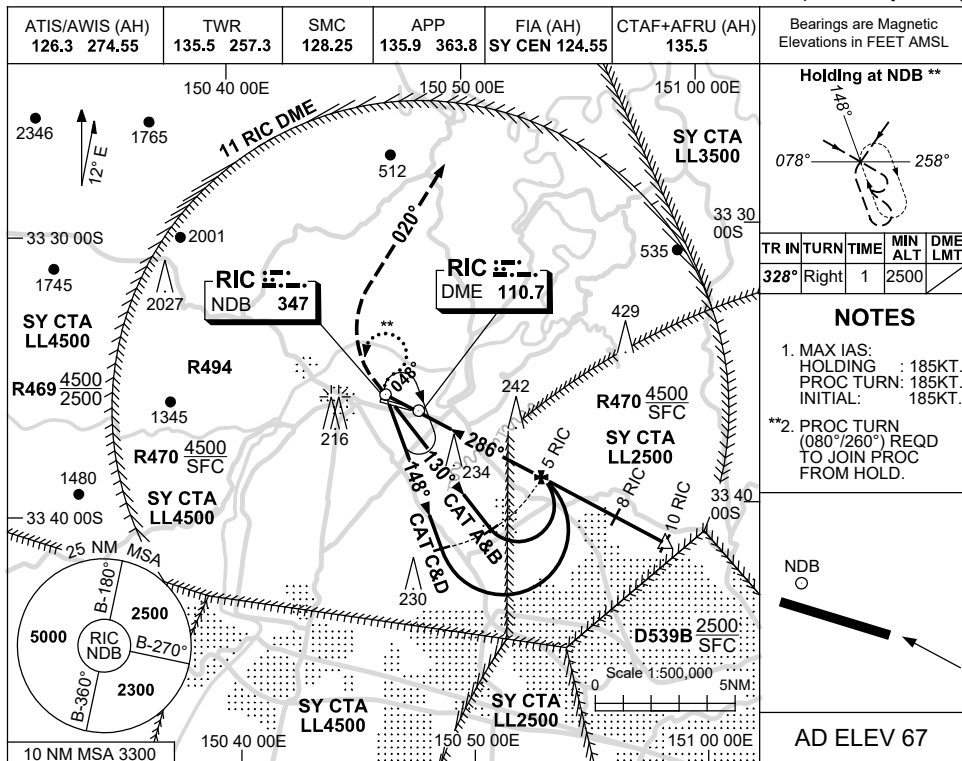 ATIS/AWIS (AH)
126.3 274.55
TWR
135.5 257.3
SMC
128.25
APP
135.9 363.8
FIA (AH)
SY CEN 124.55
CTAF+AFRU (AH)
135.5
Bearings are Magnetic
Elevations in FEET AMSL
150 40 00E
150 50 00E
151 00 00E
2346
1765
12° E
11 RIC DME
512
020°
SY CTA
LL3500
33 30 00S
2001
535
33 30
00S
1745
2027
RIC
NDB 347
RIC
DME 110.7
**
429
SY CTA
LL4500
R494
R469 4500
2500
048°
242
R470 4500
SFC
1345
216
SY CTA
LL2500
R470 4500
SFC
286°
5 RIC
234
8 RIC
10 RIC
130° CAT A&B
148° CAT C&D
1480
SY CTA
LL4500
33 40 00S
33 40
00S
25 NM MSA
230
B-180°
2500
5000
RIC
NDB
B-270°
B-360°
2300
D539B 2500
SFC
Scale 1:500,000
0 5NM
SY CTA
LL4500
SY CTA
LL2500
10 NM MSA 3300
150 40 00E
150 50 00E
151 00 00E
Holding at NDB **
148°
078°
258°
TR IN TURN TIME MIN ALT DME LMT
328° Right 1 2500
NOTES
1. MAX IAS:
HOLDING : 185KT.
PROC TURN: 185KT.
INITIAL: 185KT.
**2. PROC TURN
(080°/260°) REQD
TO JOIN PROC
FROM HOLD.
NDB
AD ELEV 67